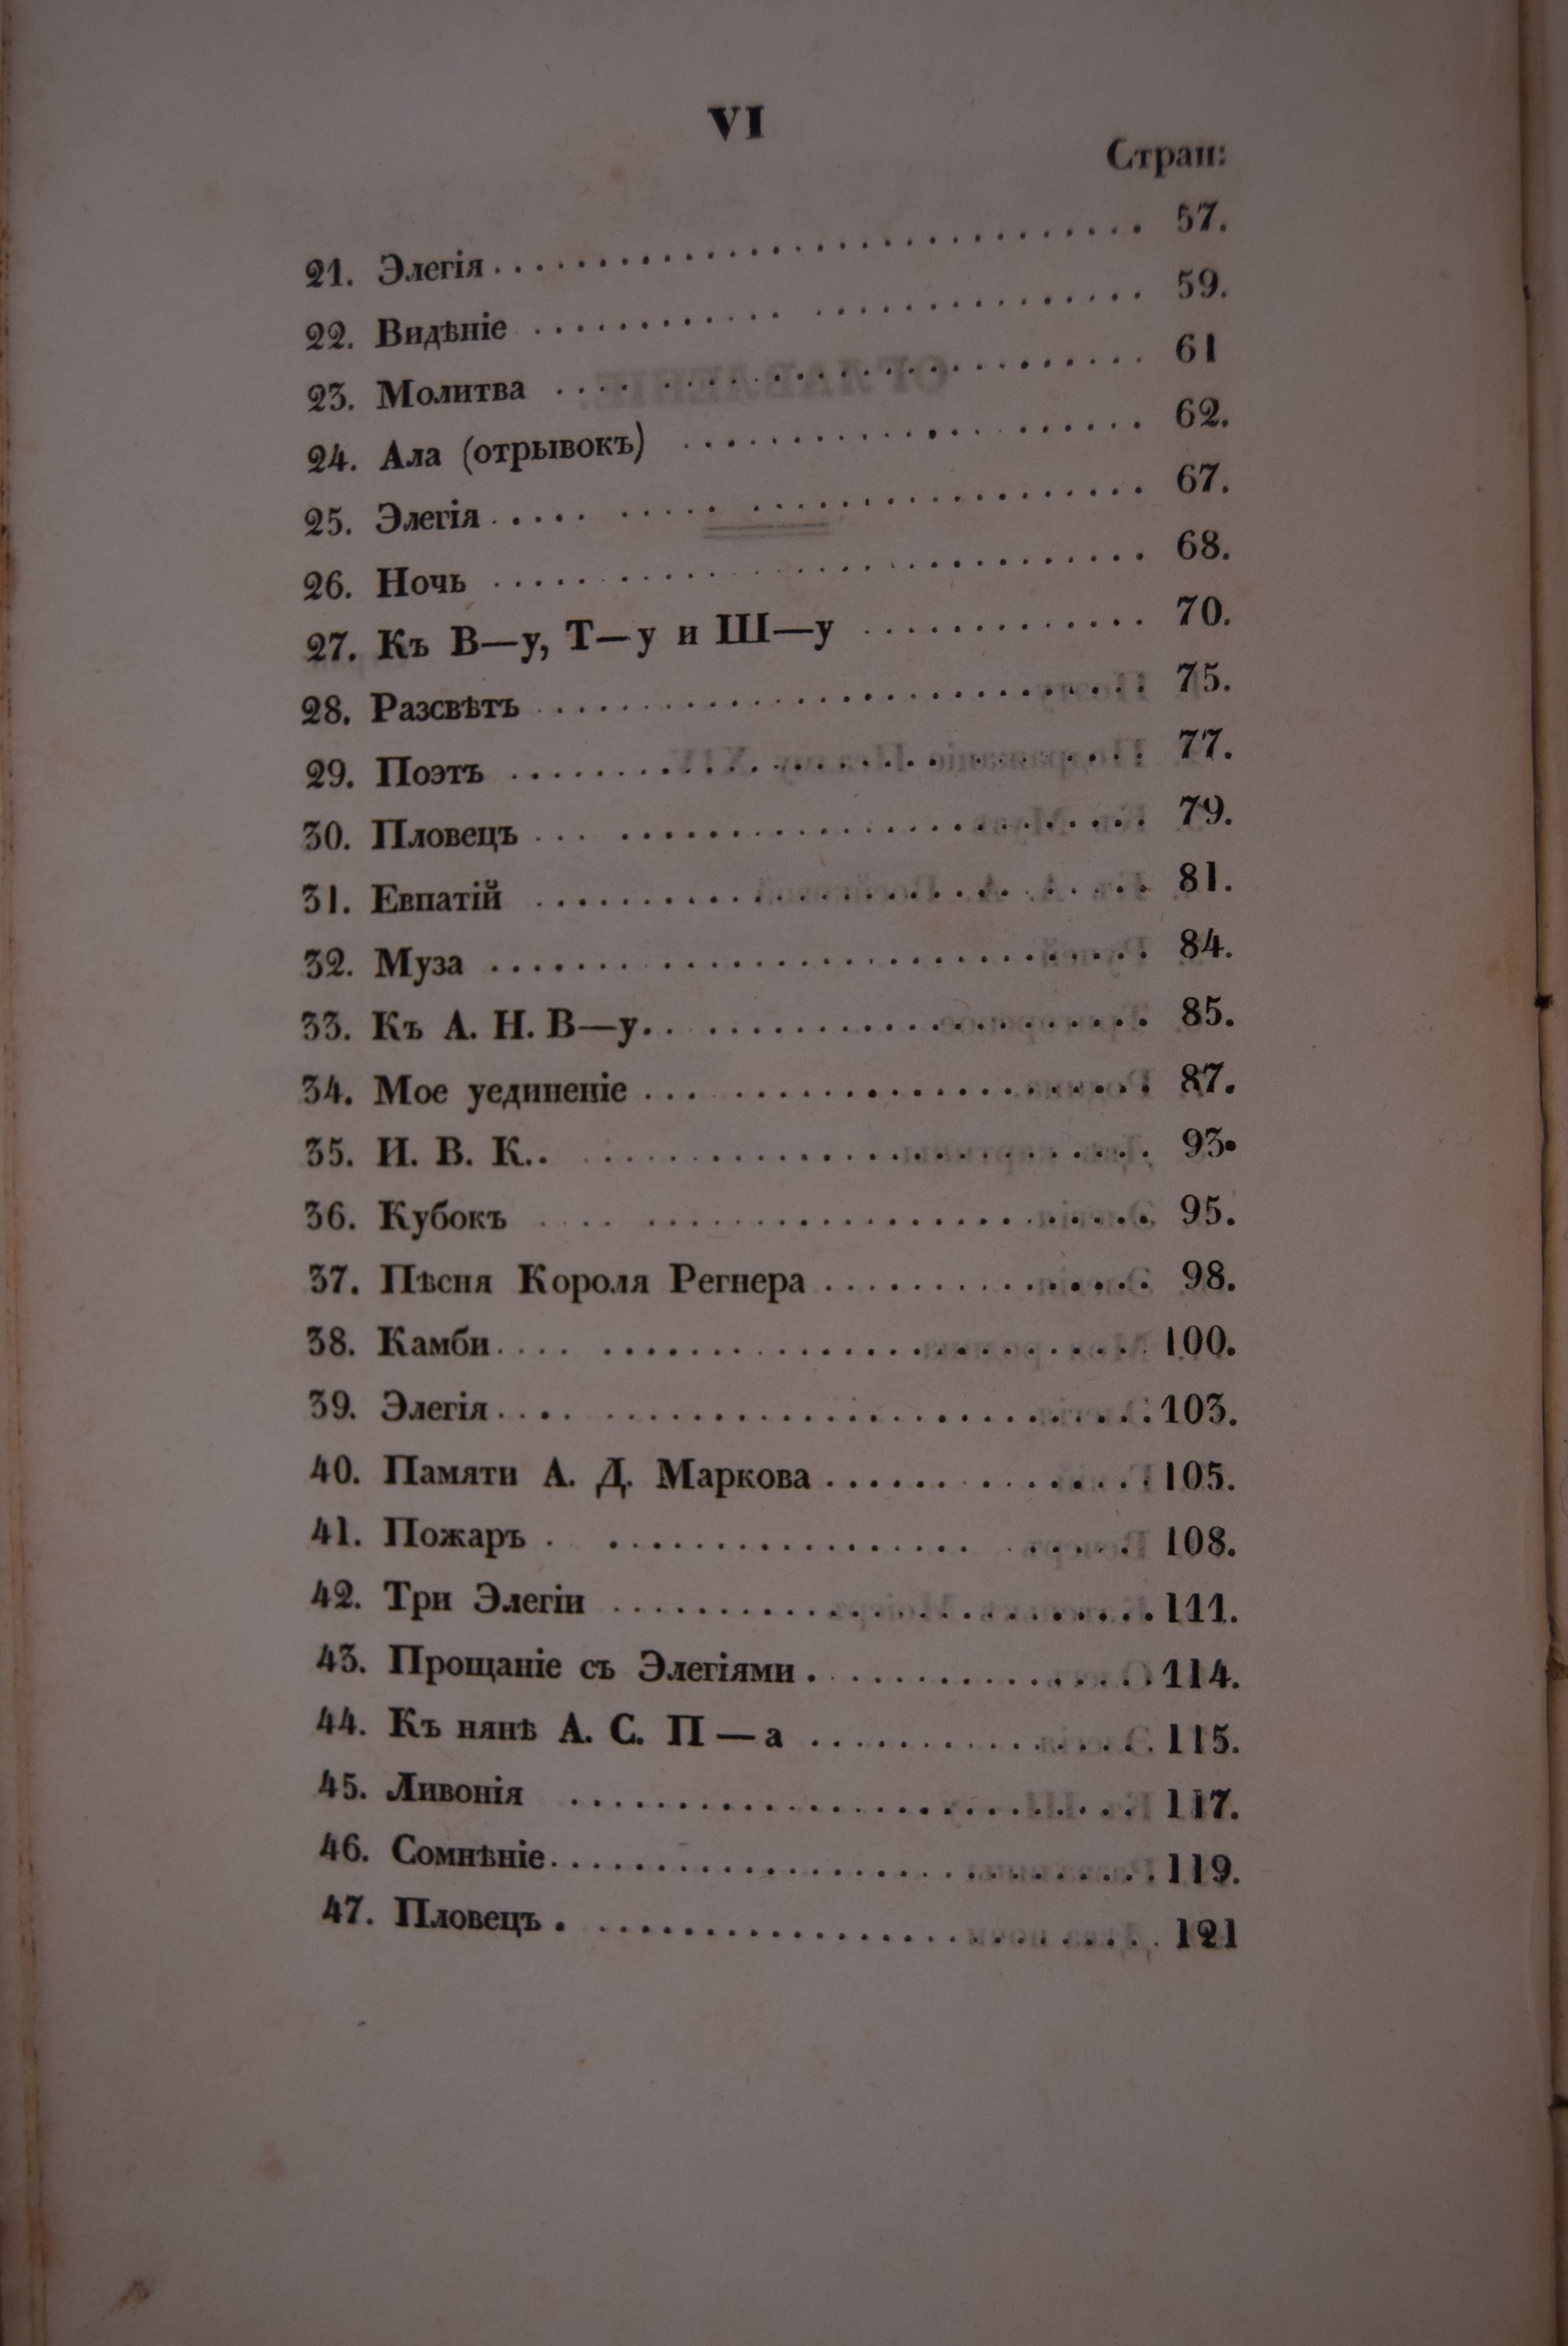 VI
Стран:
21. Элегія 57.
22. Видѣніе 59.
23. Молитва 61
24. Ала (отрывокъ) 62.
25. Элегія 67.
26. Ночь 68.
27. Къ В—у, Т—у и Ш—у 70.
28. Разсвѣтъ 75.
29. Поэтъ 77.
30. Пловецъ 79.
31. Евпатій 81.
32. Муза 84.
33. Къ А. Н. В—у. 85.
34. Мое уединеніе 87.
35. И. В. К. 93.
36. Кубокъ 95.
37. Пѣсня Короля Регнера 98.
38. Камби 100.
39. Элегія 103.
40. Памяти А. Д. Маркова 105.
41. Пожаръ 108.
42. Три Элегіи 111.
43. Прощаніе съ Элегіями 114.
44. Къ нянѣ А. С. П—а 115.
45. Ливонія 117.
46. Сомнѣніе 119.
47. Пловецъ 121